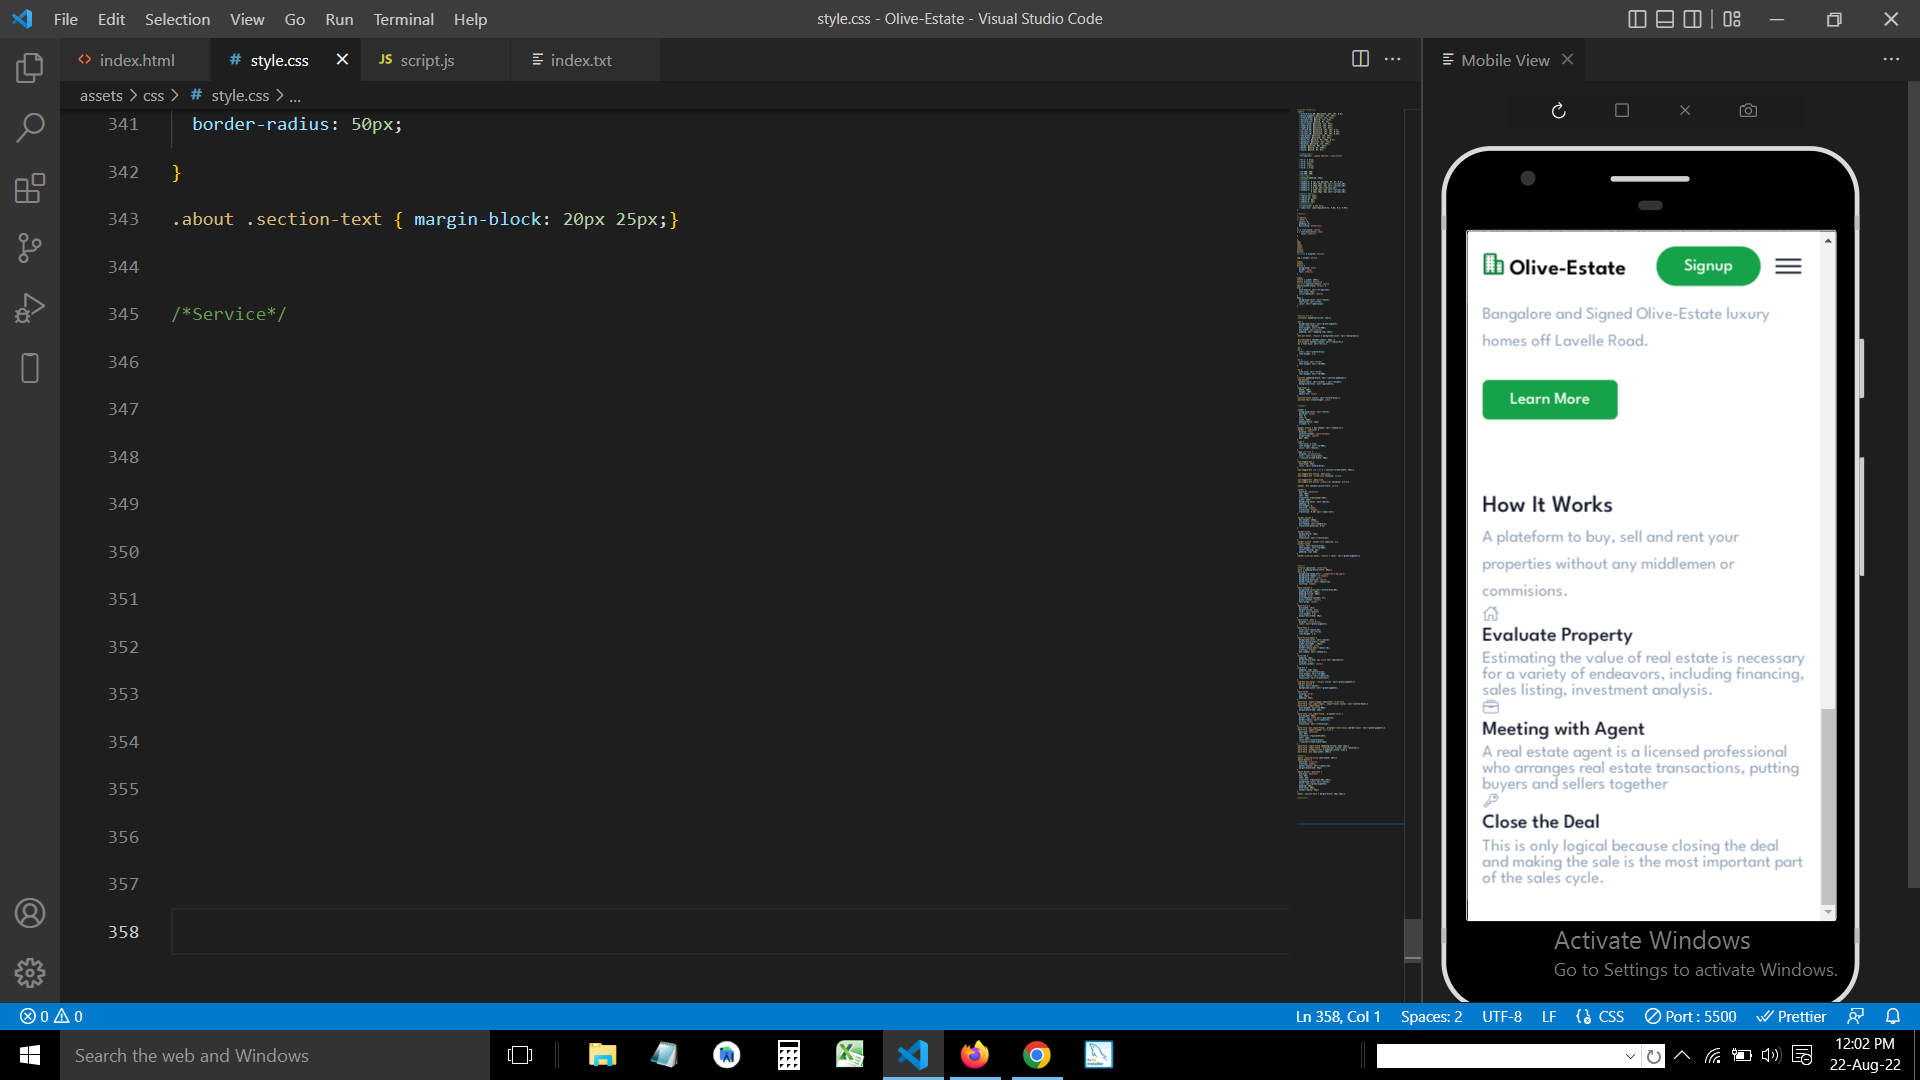 File Edit Selection View Go Run Terminal Help
style.css - Olive-Estate - Visual Studio Code
index.html
# style.css
JS script.js
index.txt
Mobile View
assets > css > # style.css > ...
341 border-radius: 50px;
342 }
343 .about .section-text { margin-block: 20px 25px;}
344
345 /*Service*/
346
347
348
349
350
351
352
353
354
355
356
357
358
Olive-Estate
Signup
Bangalore and Signed Olive-Estate luxury
homes off Lavelle Road.
Learn More
How It Works
A plateform to buy, sell and rent your
properties without any middlemen or
commisions.
Evaluate Property
Estimating the value of real estate is necessary
for a variety of endeavors, including financing,
sales listing, investment analysis.
Meeting with Agent
A real estate agent is a licensed professional
who arranges real estate transactions, putting
buyers and sellers together
Close the Deal
This is only logical because closing the deal
and making the sale is the most important part
of the sales cycle.
Activate Windows
Go to Settings to activate Windows.
0 0
Ln 358, Col 1 Spaces: 2 UTF-8 LF CSS Port : 5500 Prettier
Search the web and Windows
12:02 PM
22-Aug-22